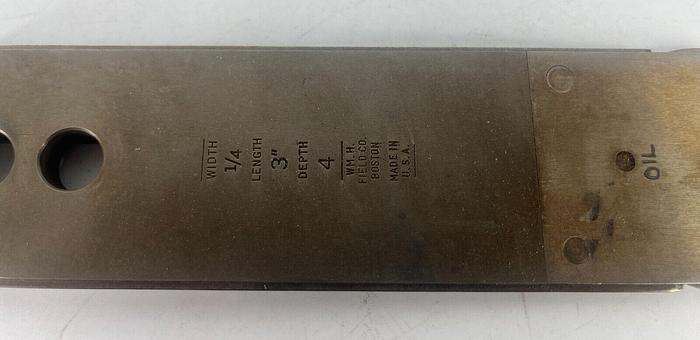 WIDTH
1/4
LENGTH
3"
DEPTH
4
WM. H.
FIELD CO.
BOSTON
MADE IN
U.S.A.
OIL